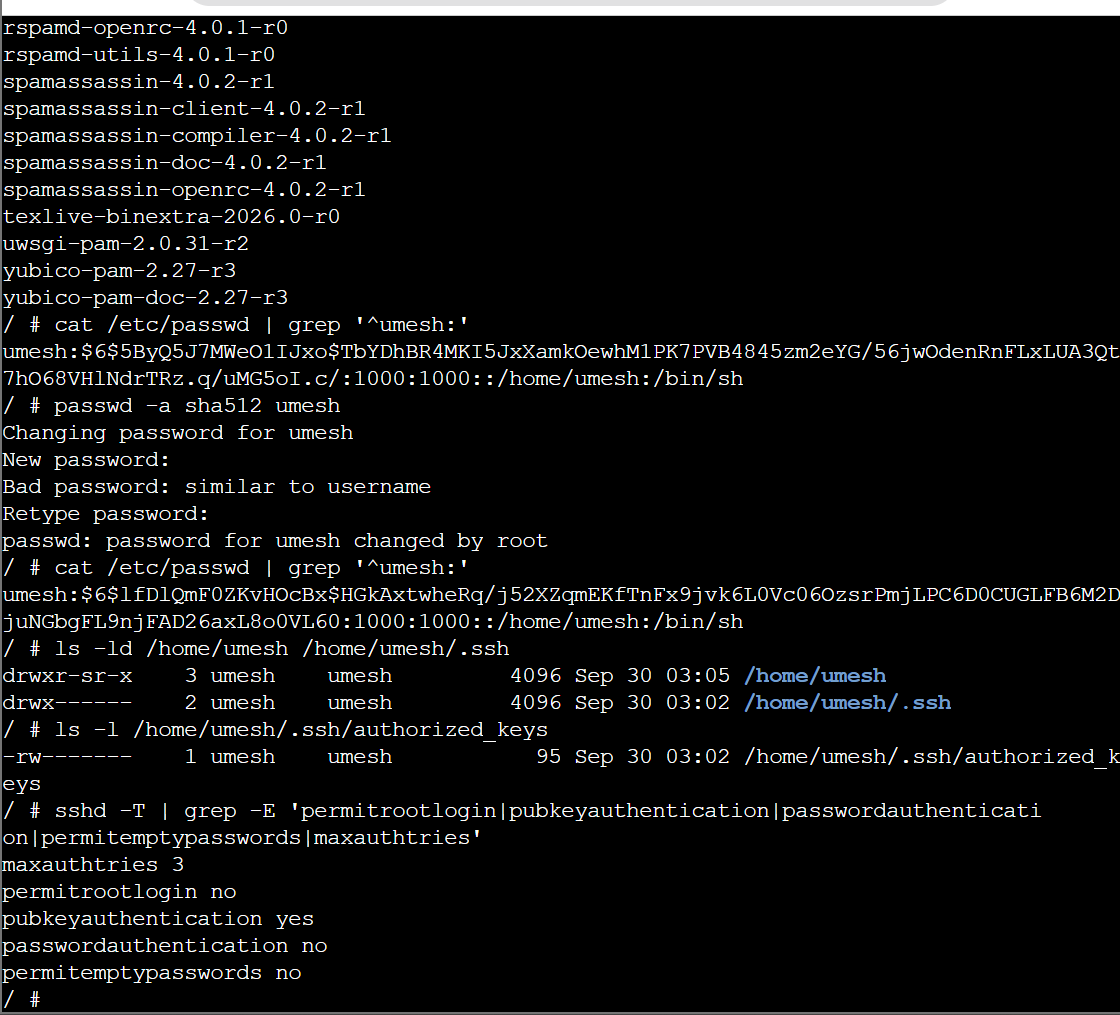 rspamd-openrc-4.0.1-r0
rspamd-utils-4.0.1-r0
spamassassin-4.0.2-r1
spamassassin-client-4.0.2-r1
spamassassin-compiler-4.0.2-r1
spamassassin-doc-4.0.2-r1
spamassassin-openrc-4.0.2-r1
texlive-binextra-2026.0-r0
uwsgi-pam-2.0.31-r2
yubico-pam-2.27-r3
yubico-pam-doc-2.27-r3
/ # cat /etc/passwd | grep '^umesh:'
umesh:$6$5ByQ5J7MWeO1IJxo$TbYDhBR4MKI5JxXamkOewhM1PK7PVB4845zm2eYG/56jwOdenRnFLxLUA3Qt
7hO68VHlNdrTRz.q/uMG5oI.c/:1000:1000::/home/umesh:/bin/sh
/ # passwd -a sha512 umesh
Changing password for umesh
New password:
Bad password: similar to username
Retype password:
passwd: password for umesh changed by root
/ # cat /etc/passwd | grep '^umesh:'
umesh:$6$lfDlQmF0ZKvHOcBx$HGkAxtwheRq/j52XZqmEKfTnFx9jvk6L0Vc06OzsrPmjLPC6D0CUGLFB6M2D
juNGbgFL9njFAD26axL8o0VL60:1000:1000::/home/umesh:/bin/sh
/ # ls -ld /home/umesh /home/umesh/.ssh
drwxr-sr-x    3 umesh    umesh         4096 Sep 30 03:05 /home/umesh
drwx------    2 umesh    umesh         4096 Sep 30 03:02 /home/umesh/.ssh
/ # ls -l /home/umesh/.ssh/authorized_keys
-rw-------    1 umesh    umesh           95 Sep 30 03:02 /home/umesh/.ssh/authorized_k
eys
/ # sshd -T | grep -E 'permitrootlogin|pubkeyauthentication|passwordauthenticati
on|permitemptypasswords|maxauthtries'
maxauthtries 3
permitrootlogin no
pubkeyauthentication yes
passwordauthentication no
permitemptypasswords no
/ #